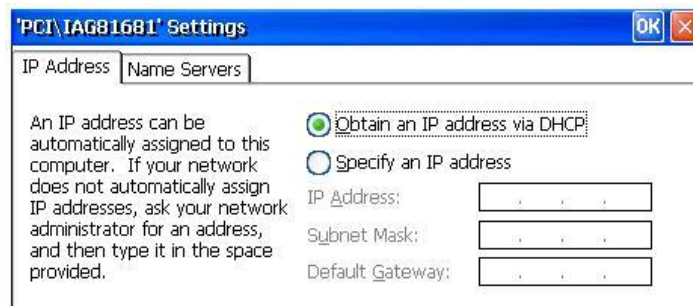 'PCI\IAG81681' Settings
OK
IP Address
Name Servers
An IP address can be
automatically assigned to this
computer. If your network
does not automatically assign
IP addresses, ask your network
administrator for an address,
and then type it in the space
provided.
Obtain an IP address via DHCP
Specify an IP address
IP Address:
Subnet Mask:
Default Gateway: